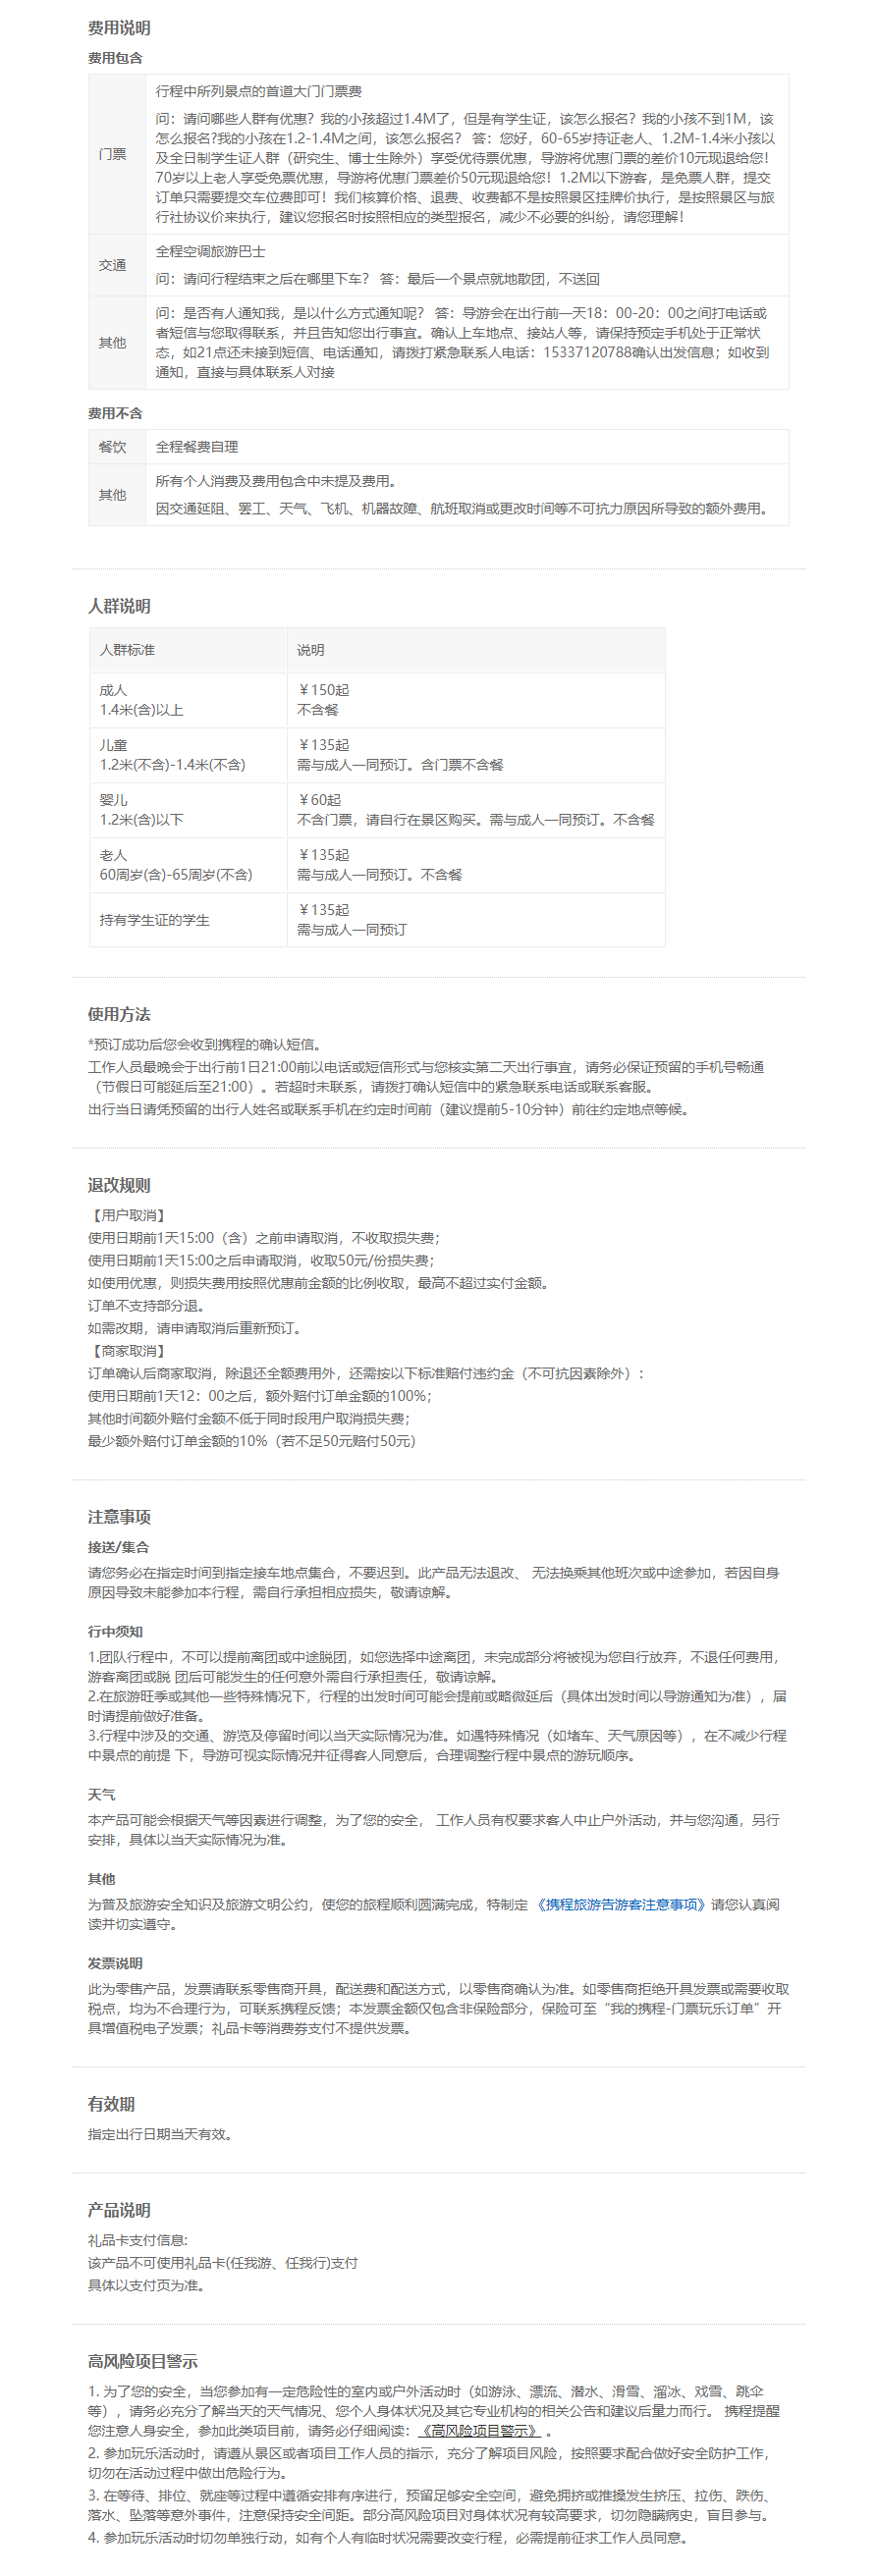 费用说明
费用包含
门票
行程中所列景点的首道大门门票费
问：请问哪些人群有优惠？我的小孩超过1.4M了，但是有学生证，该怎么报名？我的小孩不到1M，该
怎么报名?我的小孩在1.2-1.4M之间，该怎么报名？ 答：您好，60-65岁持证老人、1.2M-1.4米小孩以
及全日制学生证人群（研究生、博士生除外）享受优待票优惠，导游将优惠门票的差价10元现退给您！
70岁以上老人享受免票优惠，导游将优惠门票差价50元现退给您！1.2M以下游客，是免票人群，提交
订单只需要提交车位费即可！我们核算价格、退费、收费都不是按照景区挂牌价执行，是按照景区与旅
行社协议价来执行，建议您报名时按照相应的类型报名，减少不必要的纠纷，请您理解！
交通
全程空调旅游巴士
问：请问行程结束之后在哪里下车？ 答：最后一个景点就地散团，不送回
其他
问：是否有人通知我，是以什么方式通知呢？ 答：导游会在出行前一天18：00-20：00之间打电话或
者短信与您取得联系，并且告知您出行事宜。确认上车地点、接站人等，请保持预定手机处于正常状
态，如21点还未接到短信、电话通知，请拨打紧急联系人电话：15337120788确认出发信息；如收到
通知，直接与具体联系人对接
费用不含
餐饮
全程餐费自理
其他
所有个人消费及费用包含中未提及费用。
因交通延阻、罢工、天气、飞机、机器故障、航班取消或更改时间等不可抗力原因所导致的额外费用。
人群说明
人群标准
说明
成人
1.4米(含)以上
￥150起
不含餐
儿童
1.2米(不含)-1.4米(不含)
￥135起
需与成人一同预订。含门票不含餐
婴儿
1.2米(含)以下
￥60起
不含门票，请自行在景区购买。需与成人一同预订。不含餐
老人
60周岁(含)-65周岁(不含)
￥135起
需与成人一同预订。不含餐
持有学生证的学生
￥135起
需与成人一同预订
使用方法
*预订成功后您会收到携程的确认短信。
工作人员最晚会于出行前1日21:00前以电话或短信形式与您核实第二天出行事宜，请务必保证预留的手机号畅通
（节假日可能延后至21:00）。若超时未联系，请拨打确认短信中的紧急联系电话或联系客服。
出行当日请凭预留的出行人姓名或联系手机在约定时间前（建议提前5-10分钟）前往约定地点等候。
退改规则
【用户取消】
使用日期前1天15:00（含）之前申请取消，不收取损失费；
使用日期前1天15:00之后申请取消，收取50元/份损失费；
如使用优惠，则损失费用按照优惠前金额的比例收取，最高不超过实付金额。
订单不支持部分退。
如需改期，请申请取消后重新预订。
【商家取消】
订单确认后商家取消，除退还全额费用外，还需按以下标准赔付违约金（不可抗因素除外）：
使用日期前1天12：00之后，额外赔付订单金额的100%；
其他时间额外赔付金额不低于同时段用户取消损失费；
最少额外赔付订单金额的10%（若不足50元赔付50元）
注意事项
接送/集合
请您务必在指定时间到指定接车地点集合，不要迟到。此产品无法退改、 无法换乘其他班次或中途参加，若因自身
原因导致未能参加本行程，需自行承担相应损失，敬请谅解。
行中须知
1.团队行程中，不可以提前离团或中途脱团，如您选择中途离团，未完成部分将被视为您自行放弃，不退任何费用，
游客离团或脱 团后可能发生的任何意外需自行承担责任，敬请谅解。
2.在旅游旺季或其他一些特殊情况下，行程的出发时间可能会提前或略微延后（具体出发时间以导游通知为准），届
时请提前做好准备。
3.行程中涉及的交通、游览及停留时间以当天实际情况为准。如遇特殊情况（如堵车、天气原因等），在不减少行程
中景点的前提 下，导游可视实际情况并征得客人同意后，合理调整行程中景点的游玩顺序。
天气
本产品可能会根据天气等因素进行调整，为了您的安全， 工作人员有权要求客人中止户外活动，并与您沟通，另行
安排，具体以当天实际情况为准。
其他
为普及旅游安全知识及旅游文明公约，使您的旅程顺利圆满完成，特制定 《携程旅游告游客注意事项》请您认真阅
读并切实遵守。
发票说明
此为零售产品，发票请联系零售商开具，配送费和配送方式，以零售商确认为准。如零售商拒绝开具发票或需要收取
税点，均为不合理行为，可联系携程反馈；本发票金额仅包含非保险部分，保险可至“我的携程-门票玩乐订单”开
具增值税电子发票；礼品卡等消费券支付不提供发票。
有效期
指定出行日期当天有效。
产品说明
礼品卡支付信息:
该产品不可使用礼品卡(任我游、任我行)支付
具体以支付页为准。
高风险项目警示
1. 为了您的安全，当您参加有一定危险性的室内或户外活动时（如游泳、漂流、潜水、滑雪、溜冰、戏雪、跳伞
等），请务必充分了解当天的天气情况、您个人身体状况及其它专业机构的相关公告和建议后量力而行。 携程提醒
您注意人身安全，参加此类项目前，请务必仔细阅读：《高风险项目警示》 。
2. 参加玩乐活动时，请遵从景区或者项目工作人员的指示，充分了解项目风险，按照要求配合做好安全防护工作，
切勿在活动过程中做出危险行为。
3. 在等待、排位、就座等过程中遵循安排有序进行，预留足够安全空间，避免拥挤或推搡发生挤压、拉伤、跌伤、
落水、坠落等意外事件，注意保持安全间距。部分高风险项目对身体状况有较高要求，切勿隐瞒病史，盲目参与。
4. 参加玩乐活动时切勿单独行动，如有个人有临时状况需要改变行程，必需提前征求工作人员同意。